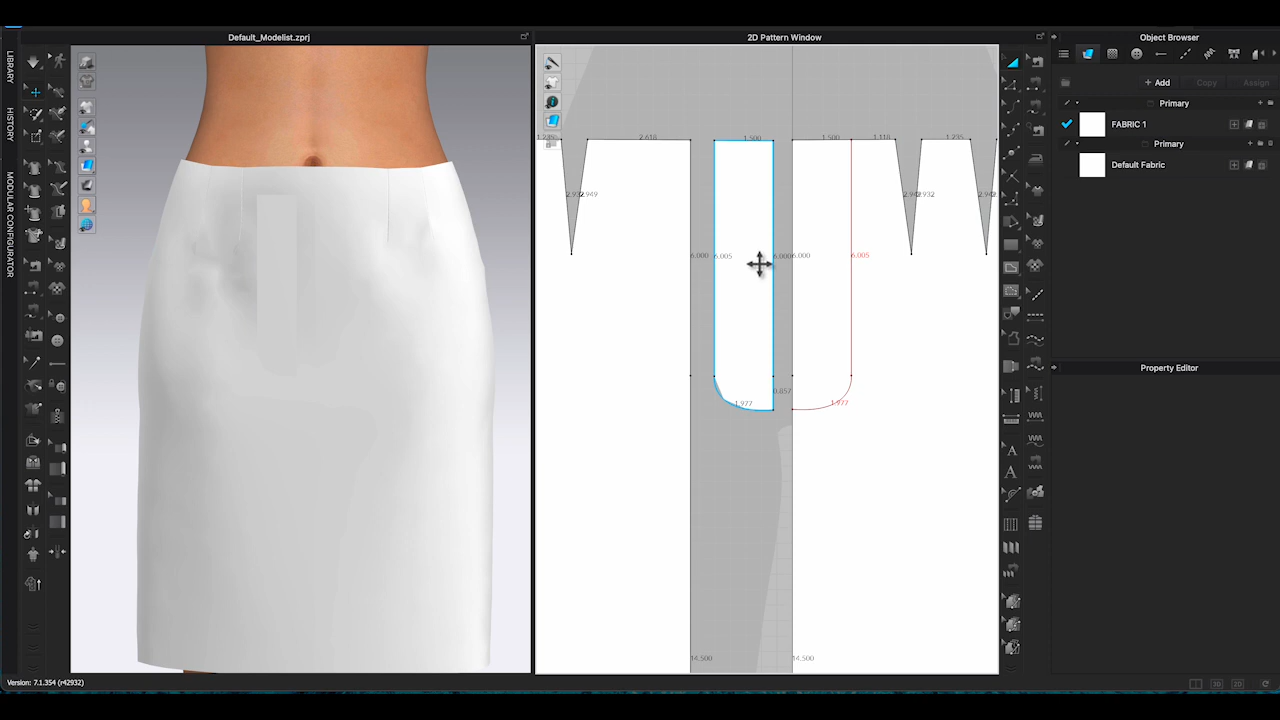 Default_Modelist.zprj
2D Pattern Window
Object Browser
LIBRARY
HISTORY
MODULAR CONFIGURATOR
+ Add
Copy
Assign
Primary
FABRIC 1
Primary
Default Fabric
Property Editor
2.616
1.500
1.500
1.118
1.235
2.949
2.932
6.000
6.005
6.000
6.000
6.005
0.857
1.977
1.977
14.500
14.500
Version: 7.1.354 (r42932)
3D
2D